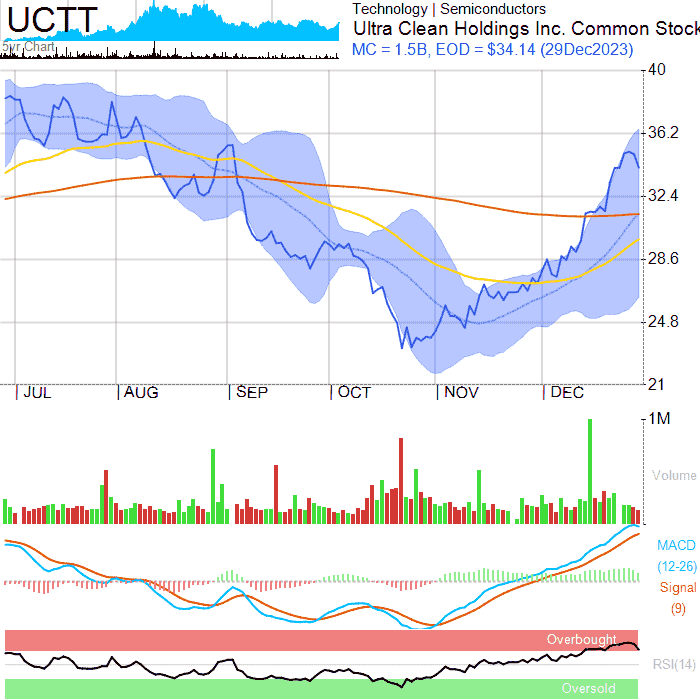 UCTT
5yr Chart
Technology | Semiconductors
Ultra Clean Holdings Inc. Common Stock
MC = 1.5B, EOD = $34.14 (29Dec2023)
40
36.2
32.4
28.6
24.8
21
JUL AUG SEP OCT NOV DEC
1M
Volume
MACD
(12-26)
Signal
(9)
Overbought
RSI(14)
Oversold